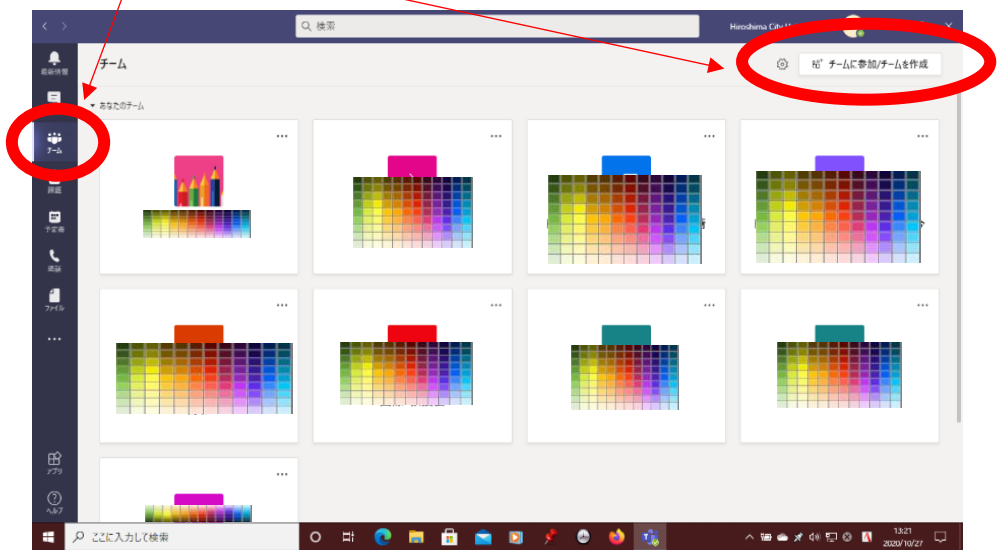 検索
Hiroshima City
最新情報
チーム
チームに参加/チームを作成
あなたのチーム
チーム
課題
予定表
通話
ファイル
アプリ
ヘルプ
ここに入力して検索
13:21
2020/10/27